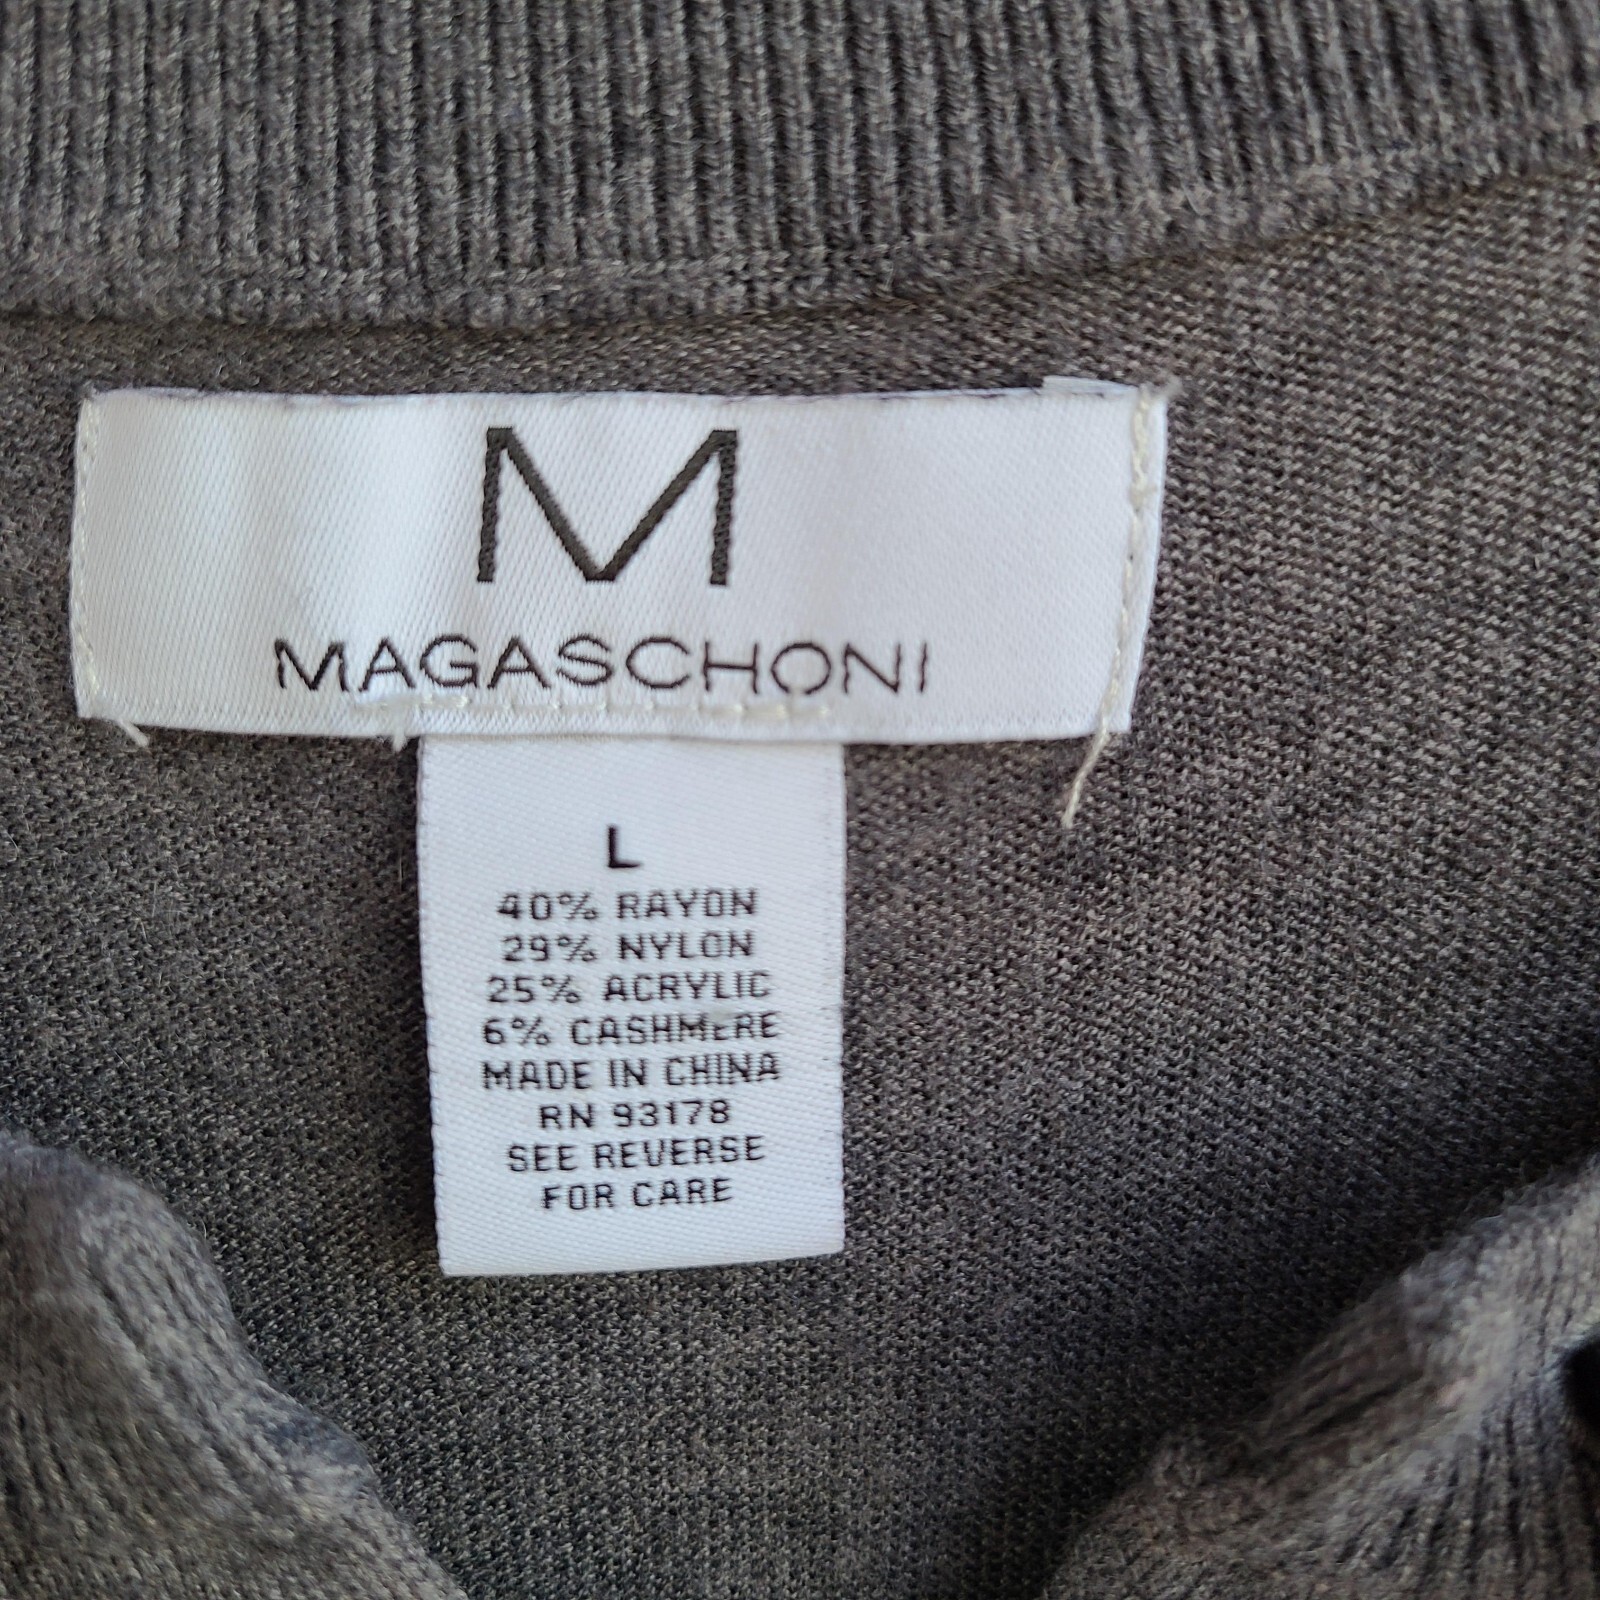 M
MAGASCHONI
L
40% RAYON
29% NYLON
25% ACRYLIC
6% CASHMERE
MADE IN CHINA
RN 93178
SEE REVERSE
FOR CARE